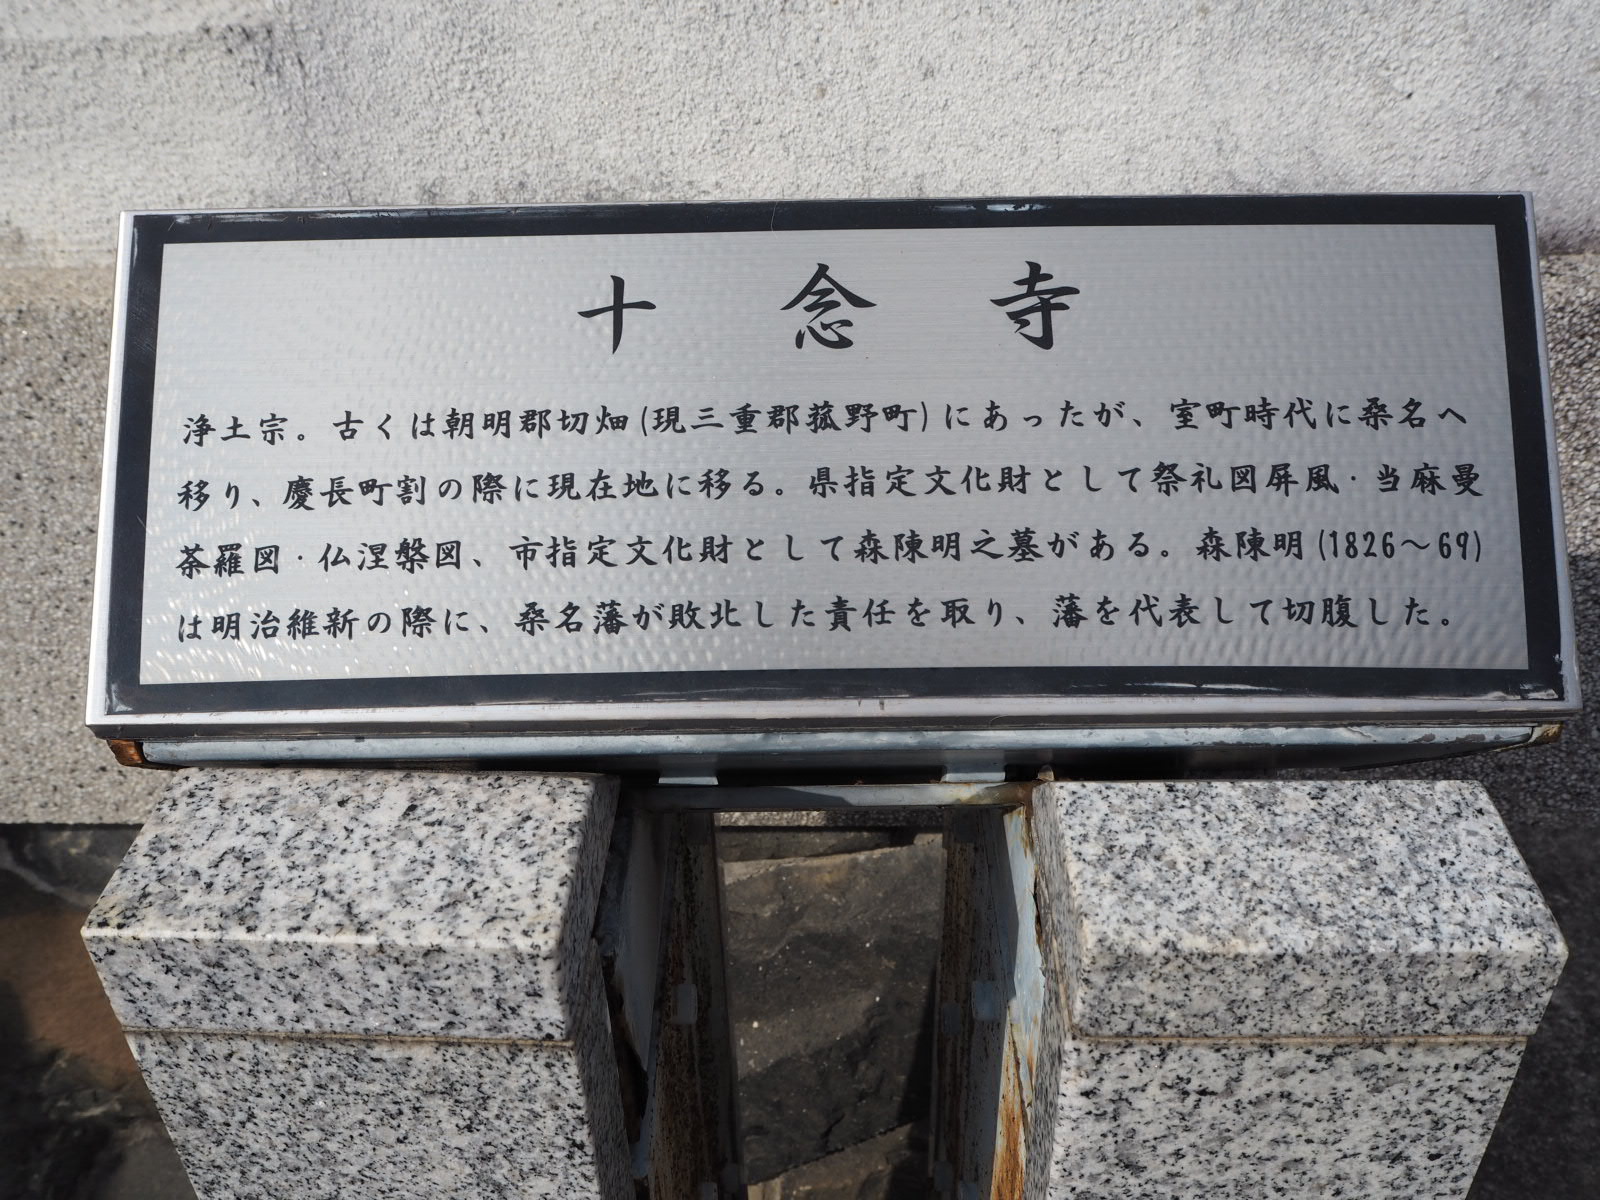 十念寺
浄土宗。古くは朝明郡切畑(現三重郡菰野町)にあったが、室町時代に桑名へ
移り、慶長町割の際に現在地に移る。県指定文化財として祭礼図屏風・当麻曼
荼羅図・仏涅槃図、市指定文化財として森陳明之墓がある。森陳明(1826〜69)
は明治維新の際に、桑名藩が敗北した責任を取り、藩を代表して切腹した。